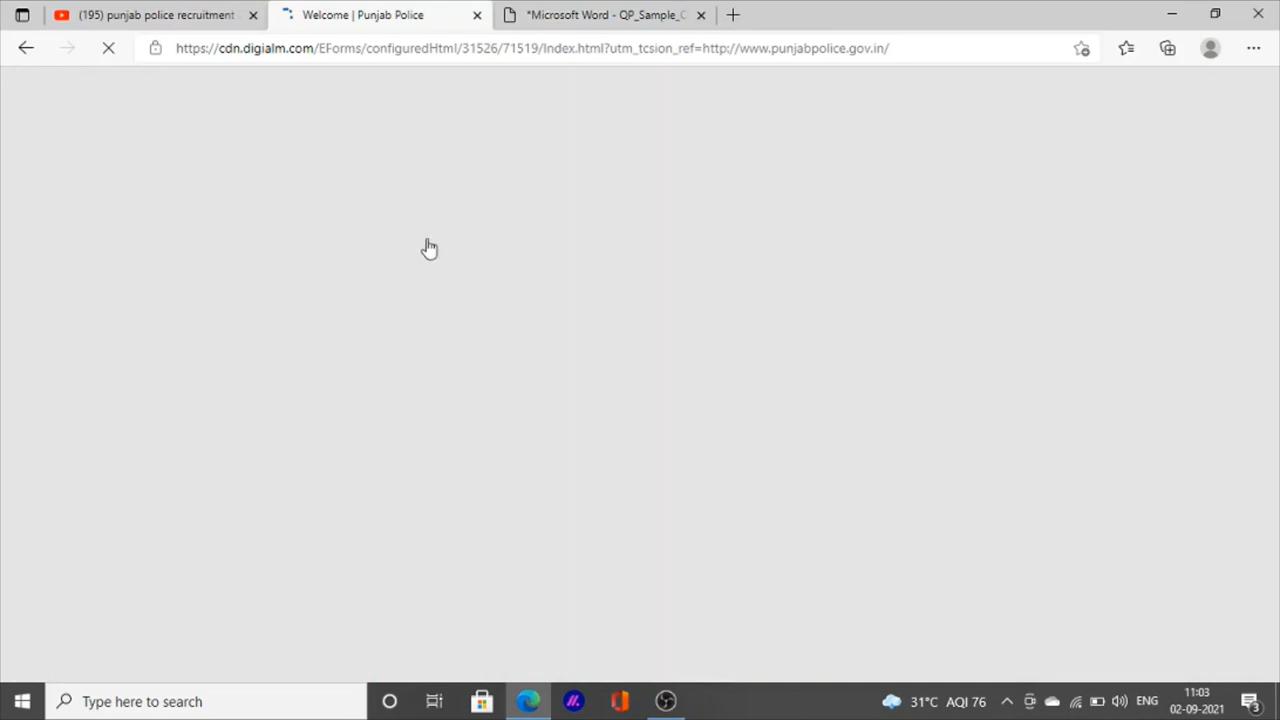 (195) punjab police recruitment
Welcome | Punjab Police
*Microsoft Word - QP_Sample_C
https://cdn.digialm.com/EForms/configuredHtml/31526/71519/Index.html?utm_tcsion_ref=http://www.punjabpolice.gov.in/
Type here to search
31°C AQI 76
ENG
11:03
02-09-2021
3